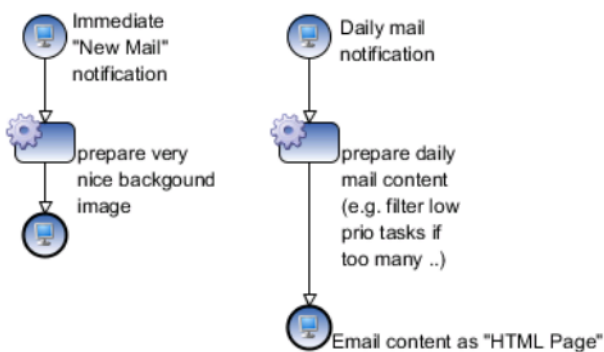 Immediate
"New Mail"
notification
prepare very
nice backgound
image
Daily mail
notification
prepare daily
mail content
(e.g. filter low
prio tasks if
too many ..)
Email content as "HTML Page"